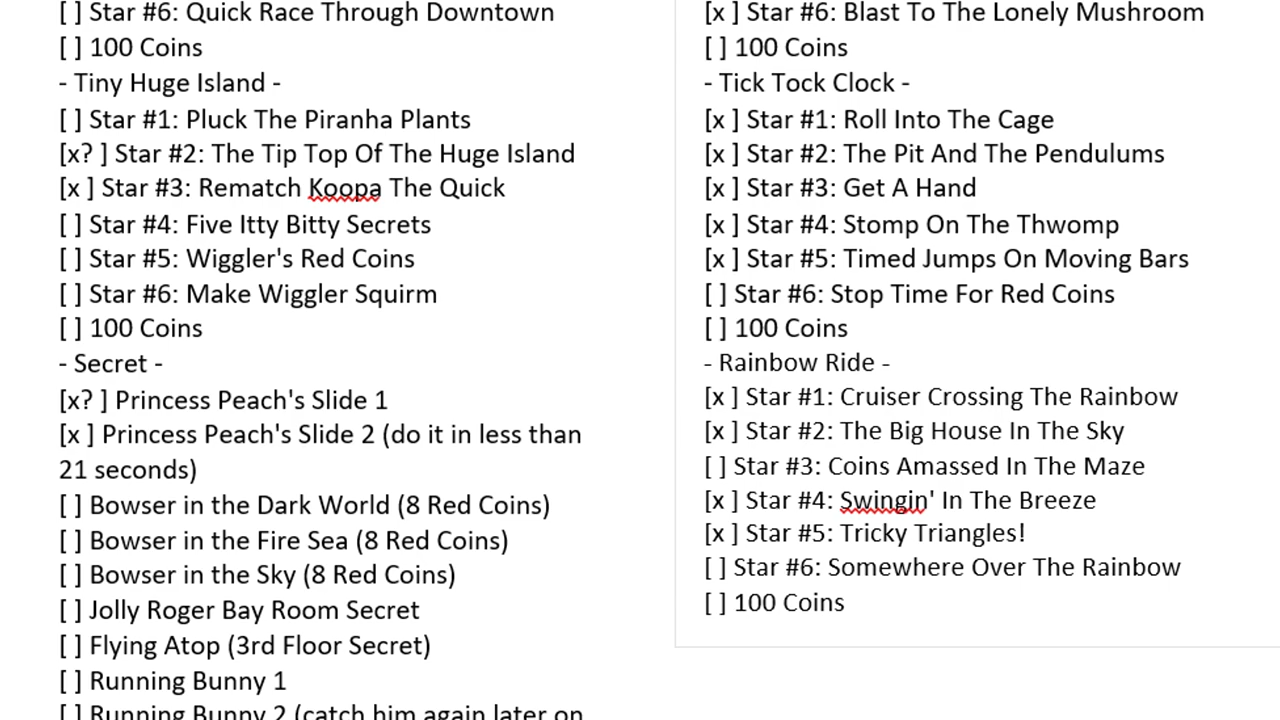 [ ] Star #6: Quick Race Through Downtown
[ ] 100 Coins
- Tiny Huge Island -
[ ] Star #1: Pluck The Piranha Plants
[x? ] Star #2: The Tip Top Of The Huge Island
[x ] Star #3: Rematch Koopa The Quick
[ ] Star #4: Five Itty Bitty Secrets
[ ] Star #5: Wiggler's Red Coins
[ ] Star #6: Make Wiggler Squirm
[ ] 100 Coins
- Secret -
[x? ] Princess Peach's Slide 1
[x ] Princess Peach's Slide 2 (do it in less than
21 seconds)
[ ] Bowser in the Dark World (8 Red Coins)
[ ] Bowser in the Fire Sea (8 Red Coins)
[ ] Bowser in the Sky (8 Red Coins)
[ ] Jolly Roger Bay Room Secret
[ ] Flying Atop (3rd Floor Secret)
[ ] Running Bunny 1
[ ] Running Bunny 2 (catch him again later on
[x ] Star #6: Blast To The Lonely Mushroom
[ ] 100 Coins
- Tick Tock Clock -
[x ] Star #1: Roll Into The Cage
[x ] Star #2: The Pit And The Pendulums
[x ] Star #3: Get A Hand
[x ] Star #4: Stomp On The Thwomp
[x ] Star #5: Timed Jumps On Moving Bars
[ ] Star #6: Stop Time For Red Coins
[ ] 100 Coins
- Rainbow Ride -
[x ] Star #1: Cruiser Crossing The Rainbow
[x ] Star #2: The Big House In The Sky
[ ] Star #3: Coins Amassed In The Maze
[x ] Star #4: Swingin' In The Breeze
[x ] Star #5: Tricky Triangles!
[ ] Star #6: Somewhere Over The Rainbow
[ ] 100 Coins